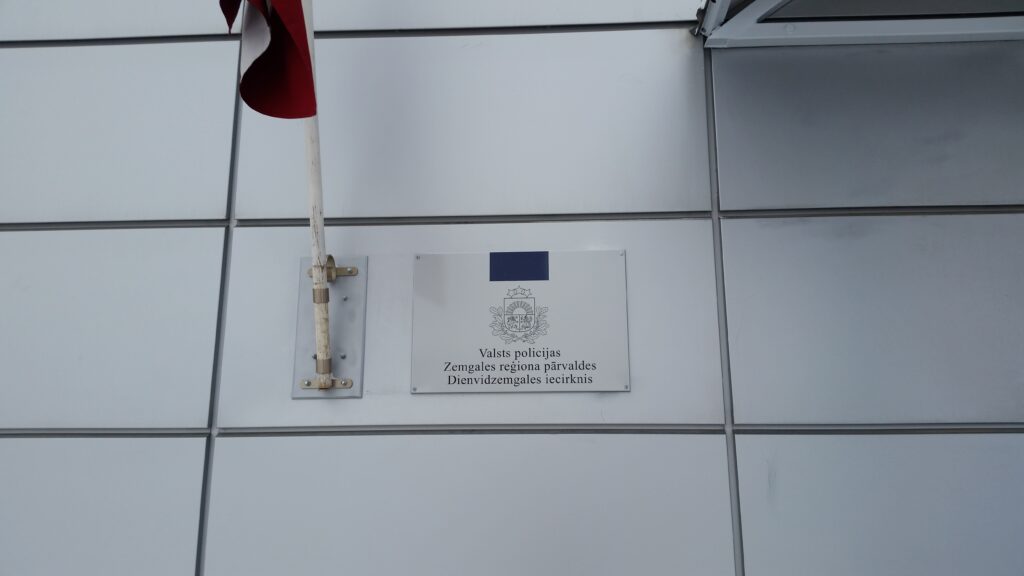 Valsts policijas
Zemgales reģiona pārvaldes
Dienvidzemgales iecirknis